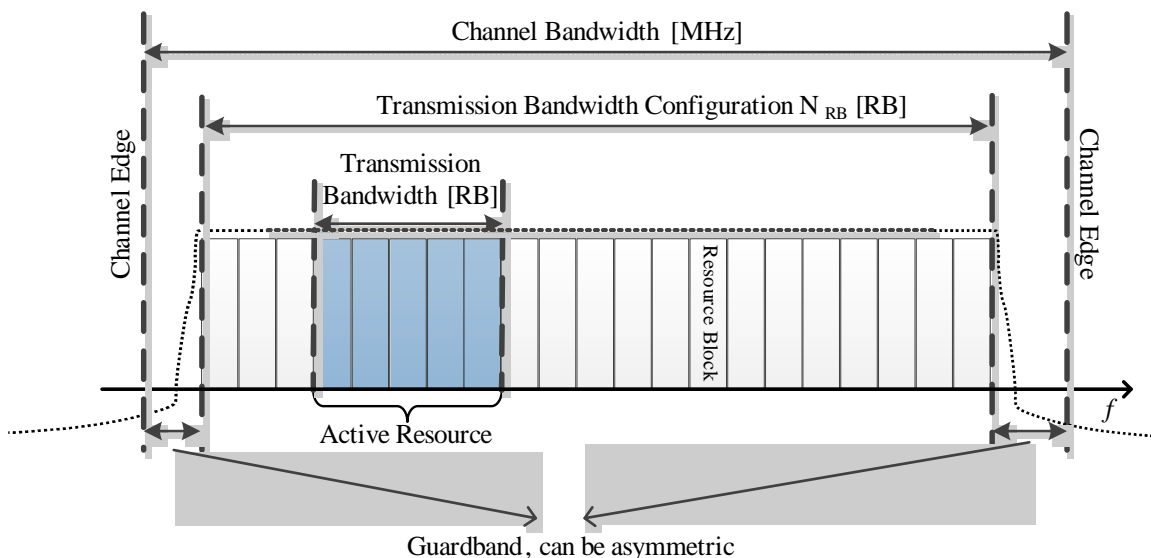 Channel Bandwidth [MHz]
Transmission Bandwidth Configuration N RB [RB]
Transmission
Bandwidth [RB]
Channel Edge
Channel Edge
Resource Block
f
Active Resource
Guardband, can be asymmetric